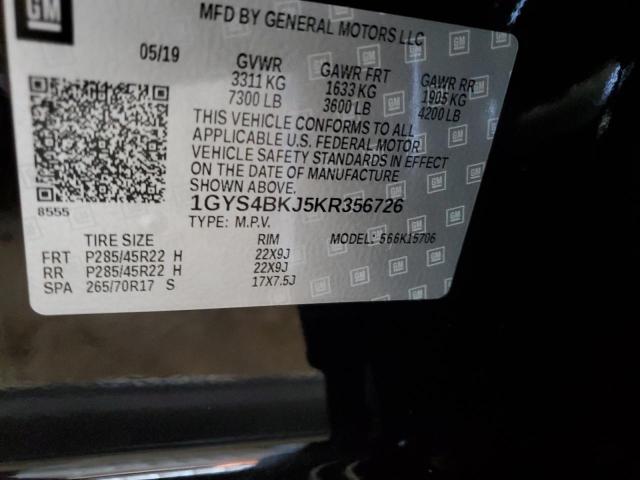 GM
MFD BY GENERAL MOTORS LLC
05/19
GVWR GAWR FRT GAWR RR
3311 KG 1633 KG 1905 KG
7300 LB 3600 LB 4200 LB
THIS VEHICLE CONFORMS TO ALL
APPLICABLE U.S. FEDERAL MOTOR
VEHICLE SAFETY STANDARDS IN EFFECT
ON THE DATE OF MANUFACTURE
SHOWN ABOVE.
8555
1GYS4BKJ5KR356726
TYPE: M.P.V.
MODEL: 566K15706
TIRE SIZE RIM
FRT P285/45R22 H 22X9J
RR P285/45R22 H 22X9J
SPA 265/70R17 S 17X7.5J